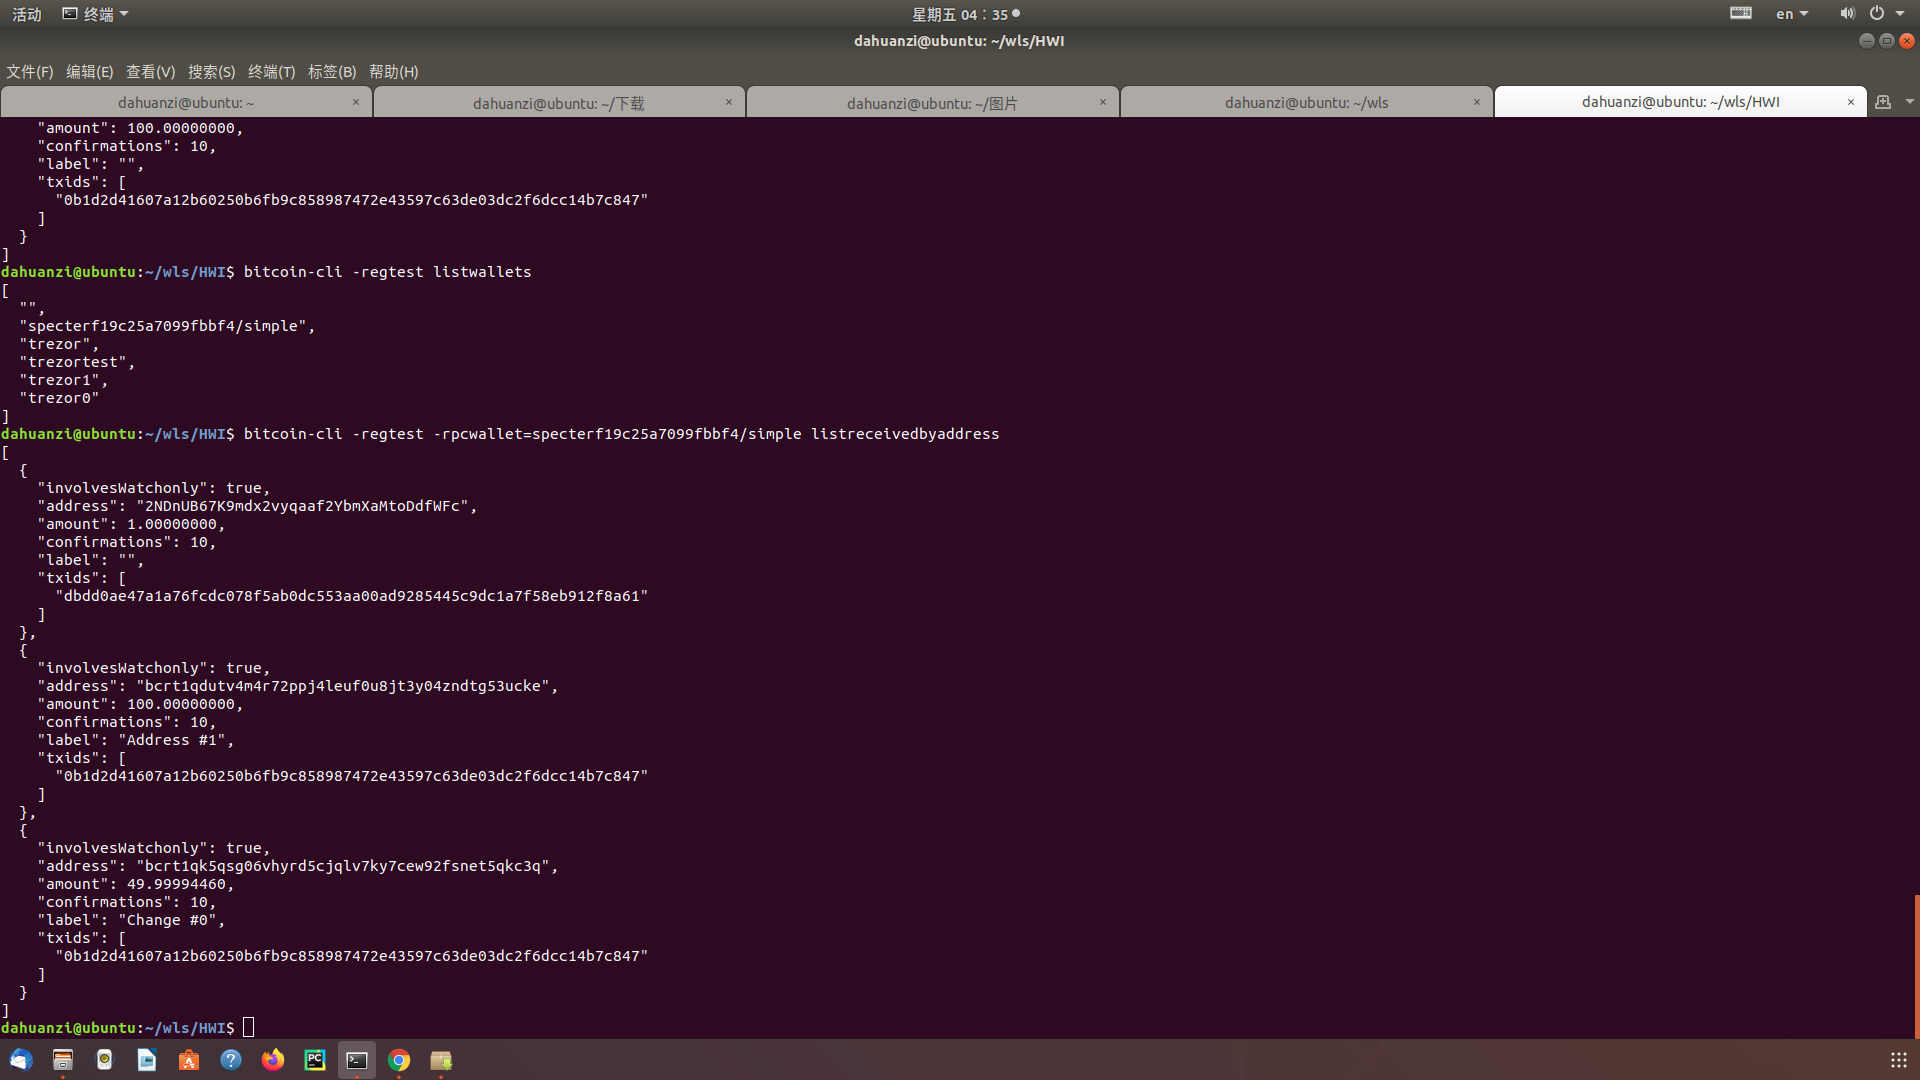 活动 终端 星期五 04：35 en
dahuanzi@ubuntu: ~/wls/HWI
文件(F) 编辑(E) 查看(V) 搜索(S) 终端(T) 标签(B) 帮助(H)
dahuanzi@ubuntu: ~ × dahuanzi@ubuntu: ~/下载 × dahuanzi@ubuntu: ~/图片 × dahuanzi@ubuntu: ~/wls × dahuanzi@ubuntu: ~/wls/HWI ×
    "amount": 100.00000000,
    "confirmations": 10,
    "label": "",
    "txids": [
      "0b1d2d41607a12b60250b6fb9c858987472e43597c63de03dc2f6dcc14b7c847"
    ]
  }
]
dahuanzi@ubuntu:~/wls/HWI$ bitcoin-cli -regtest listwallets
[
  "",
  "specterf19c25a7099fbbf4/simple",
  "trezor",
  "trezortest",
  "trezor1",
  "trezor0"
]
dahuanzi@ubuntu:~/wls/HWI$ bitcoin-cli -regtest -rpcwallet=specterf19c25a7099fbbf4/simple listreceivedbyaddress
[
  {
    "involvesWatchonly": true,
    "address": "2NDnUB67K9mdx2vyqaaf2YbmXaMtoDdfWFc",
    "amount": 1.00000000,
    "confirmations": 10,
    "label": "",
    "txids": [
      "dbdd0ae47a1a76fcdc078f5ab0dc553aa00ad9285445c9dc1a7f58eb912f8a61"
    ]
  },
  {
    "involvesWatchonly": true,
    "address": "bcrt1qdutv4m4r72ppj4leuf0u8jt3y04zndtg53ucke",
    "amount": 100.00000000,
    "confirmations": 10,
    "label": "Address #1",
    "txids": [
      "0b1d2d41607a12b60250b6fb9c858987472e43597c63de03dc2f6dcc14b7c847"
    ]
  },
  {
    "involvesWatchonly": true,
    "address": "bcrt1qk5qsg06vhyrd5cjqlv7ky7cew92fsnet5qkc3q",
    "amount": 49.99994460,
    "confirmations": 10,
    "label": "Change #0",
    "txids": [
      "0b1d2d41607a12b60250b6fb9c858987472e43597c63de03dc2f6dcc14b7c847"
    ]
  }
]
dahuanzi@ubuntu:~/wls/HWI$
PC